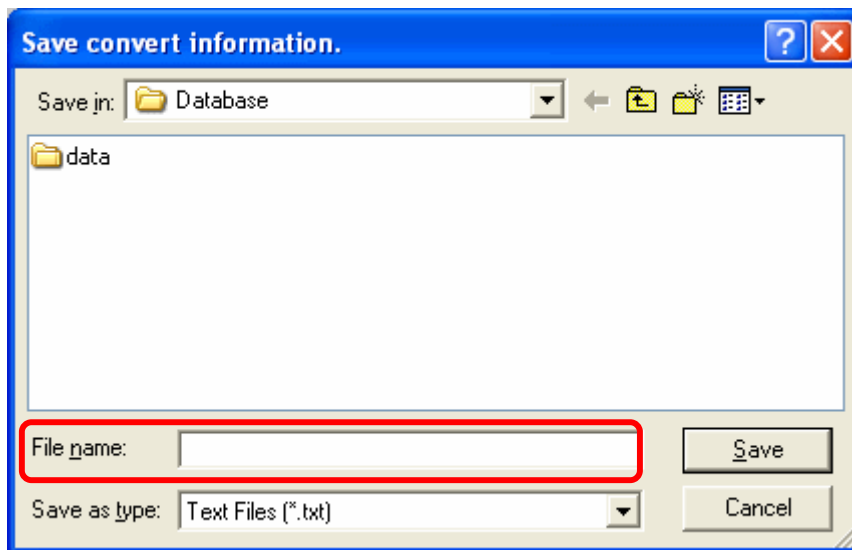 Save convert information.
Save in: Database
data
File name:
Save
Save as type: Text Files (*.txt)
Cancel